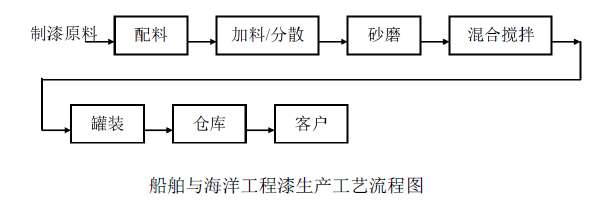 制漆原料 配料 加料/分散 砂磨 混合搅拌
罐装 仓库 客户
船舶与海洋工程漆生产工艺流程图